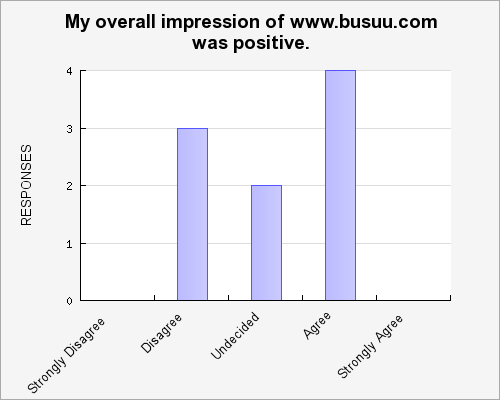 My overall impression of www.busuu.com
was positive.
RESPONSES
4
3
2
1
0
Strongly Disagree
Disagree
Undecided
Agree
Strongly Agree